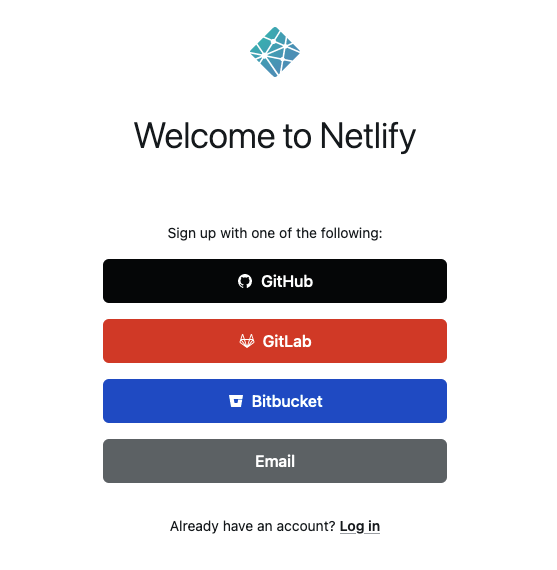 Welcome to Netlify
Sign up with one of the following:
GitHub
GitLab
Bitbucket
Email
Already have an account? Log in